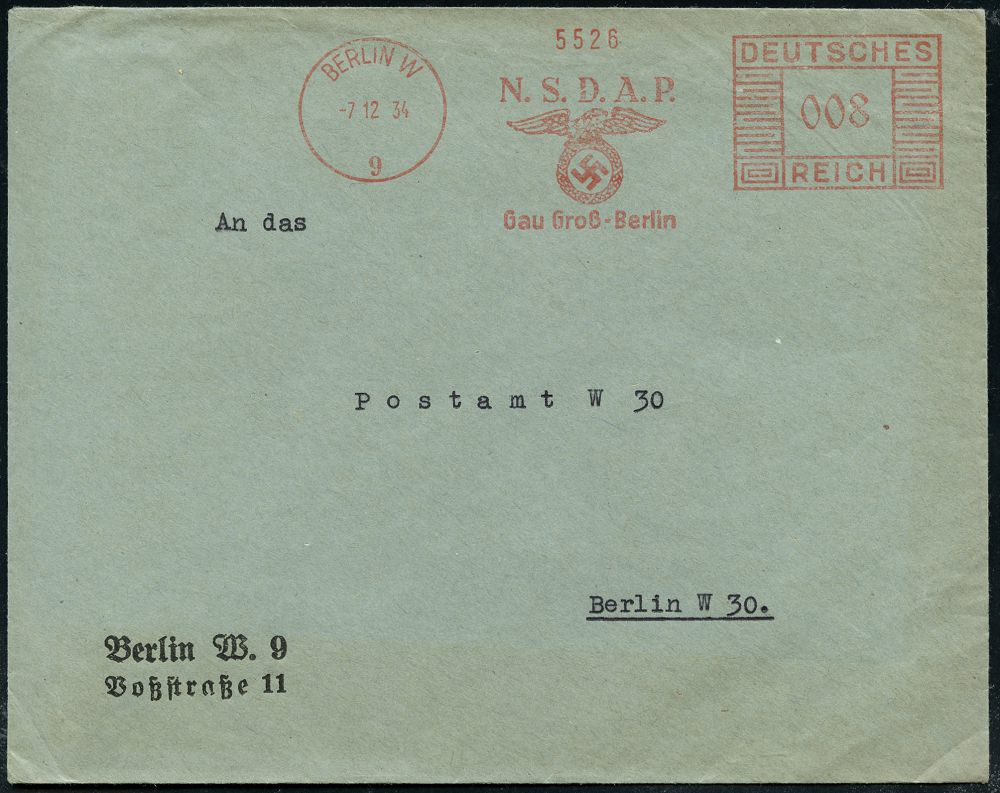 BERLIN W
-7 12 34
9
5526
N. S. D. A. P.
Gau Groß-Berlin
DEUTSCHES
008
REICH
An das
Postamt W 30
Berlin W 30.
Berlin W. 9
Voßstraße 11